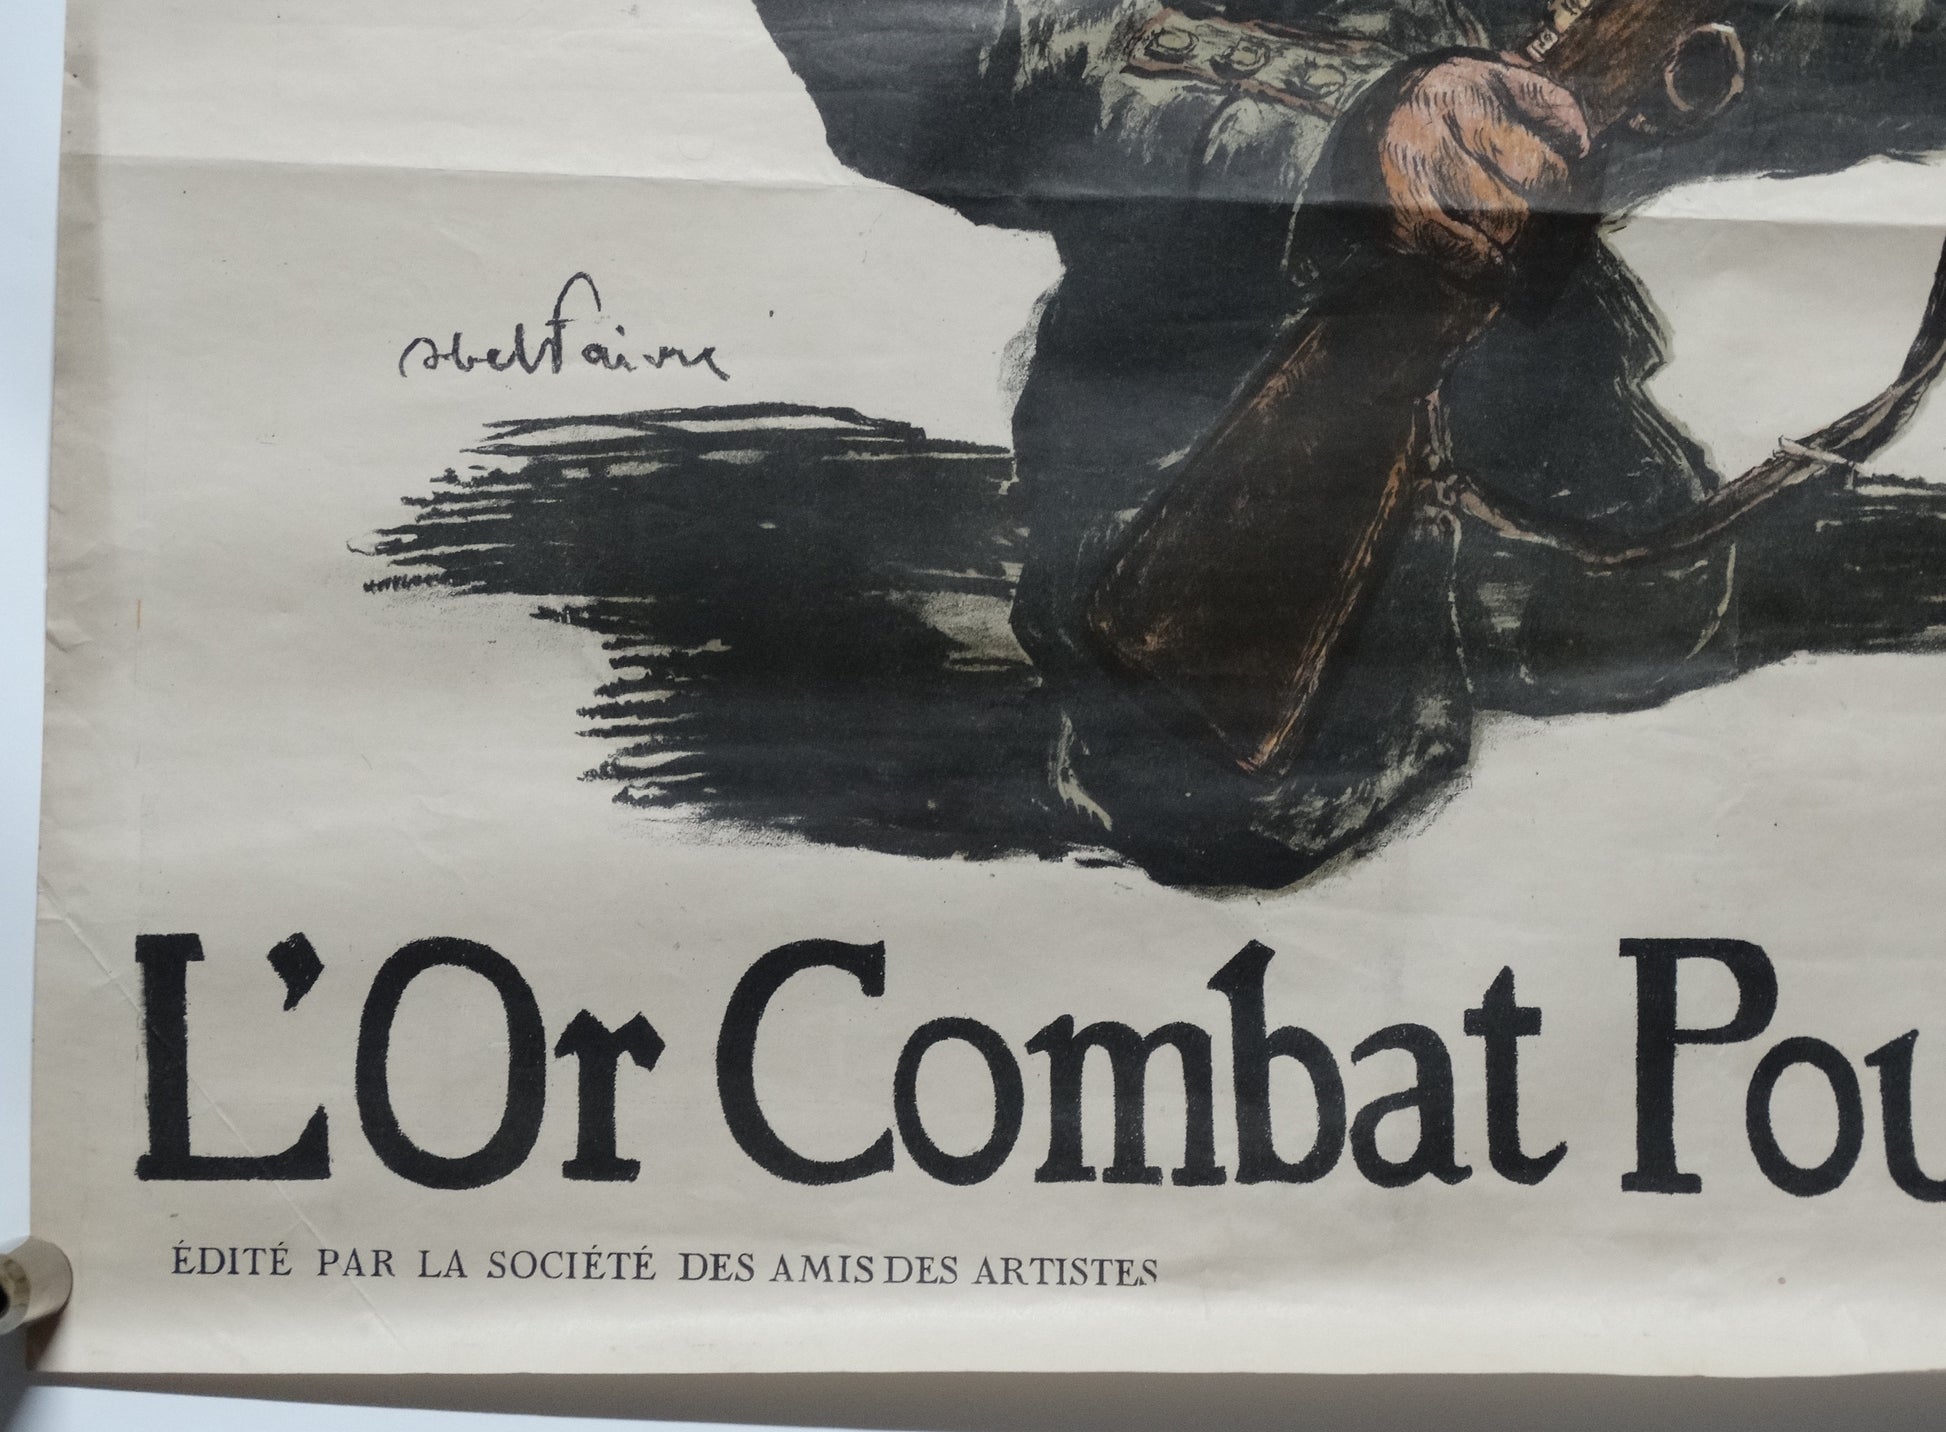 abel faivre
L'Or Combat Pou
ÉDITÉ PAR LA SOCIÉTÉ DES AMIS DES ARTISTES